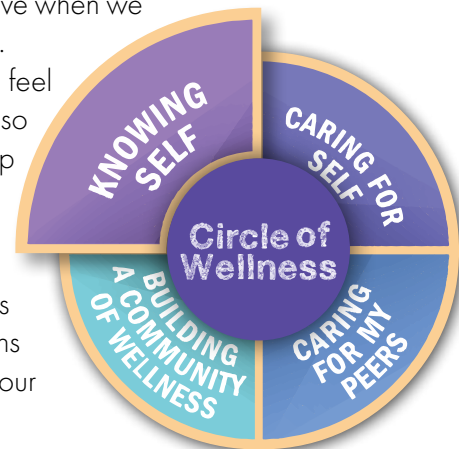 ve when we
.
feel
so
p
s
ns
our
KNOWING
SELF
CARING FOR
SELF
Circle of
Wellness
BUILDING
A COMMUNITY
OF WELLNESS
CARING
FOR MY
PEERS